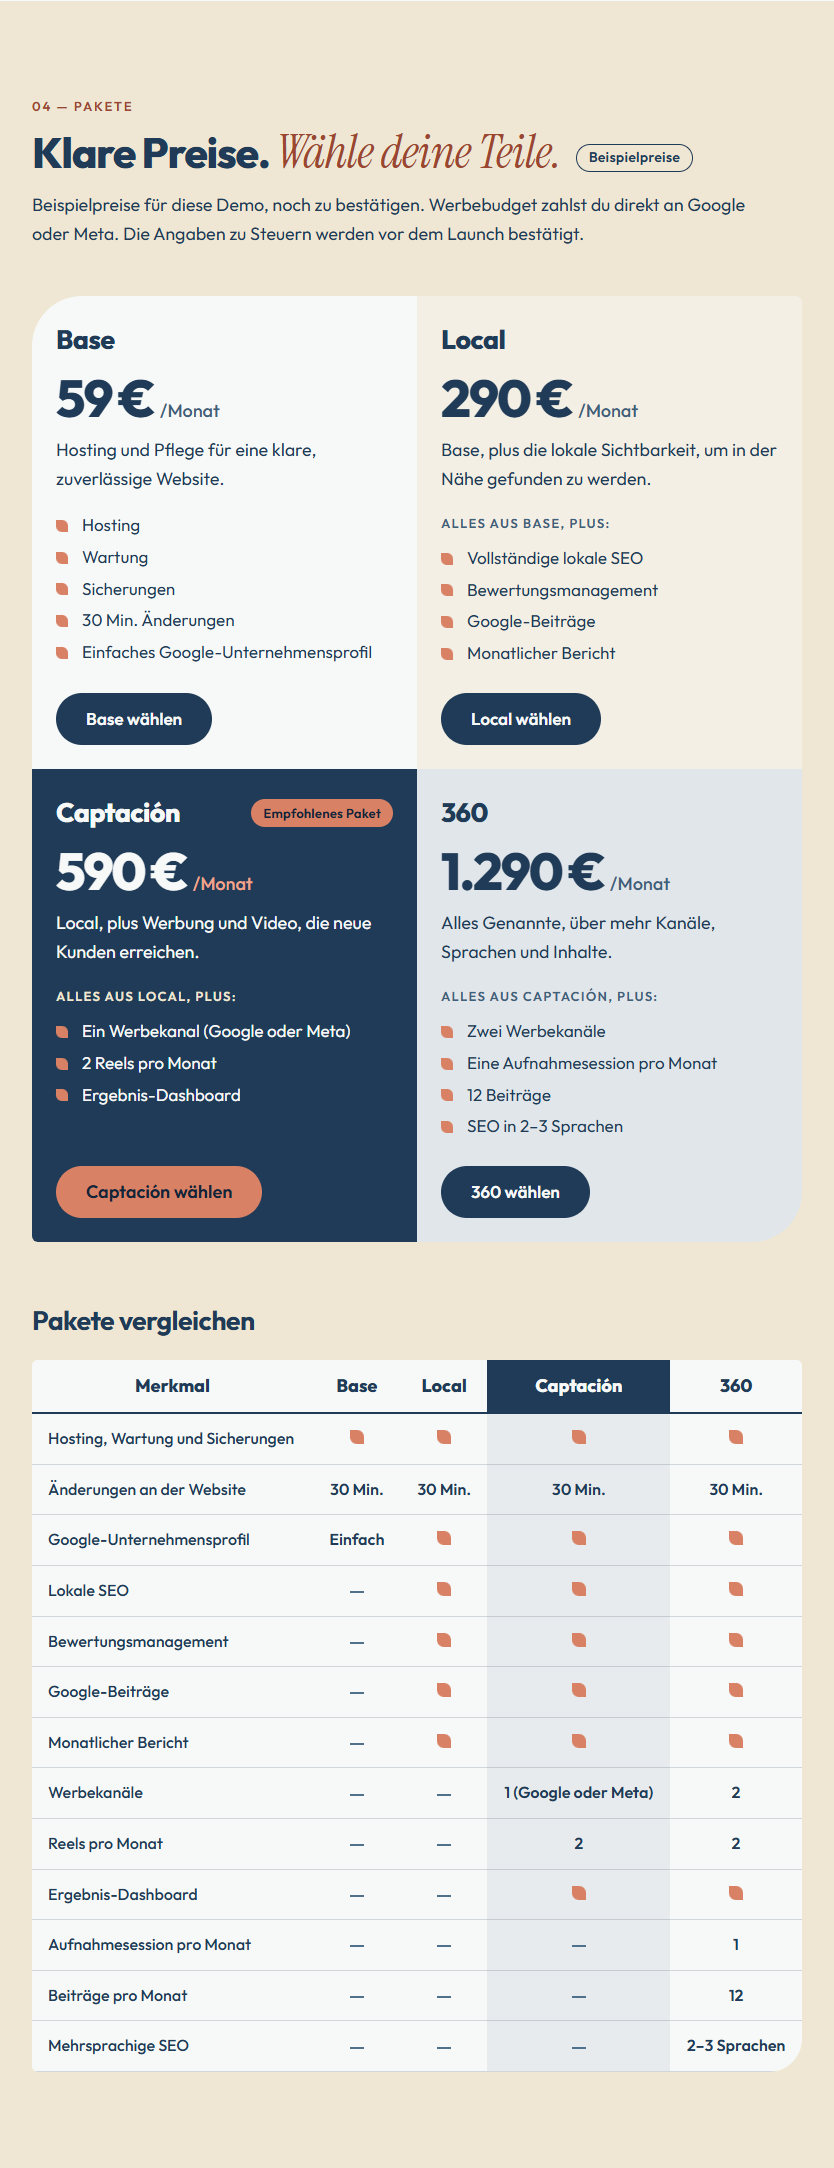 04 — PAKETE
Klare Preise. Wähle deine Teile. Beispielpreise
Beispielpreise für diese Demo, noch zu bestätigen. Werbebudget zahlst du direkt an Google
oder Meta. Die Angaben zu Steuern werden vor dem Launch bestätigt.
Base
59 € /Monat
Hosting und Pflege für eine klare,
zuverlässige Website.
Hosting
Wartung
Sicherungen
30 Min. Änderungen
Einfaches Google-Unternehmensprofil
Base wählen
Local
290 € /Monat
Base, plus die lokale Sichtbarkeit, um in der
Nähe gefunden zu werden.
ALLES AUS BASE, PLUS:
Vollständige lokale SEO
Bewertungsmanagement
Google-Beiträge
Monatlicher Bericht
Local wählen
Captación Empfohlenes Paket
590 € /Monat
Local, plus Werbung und Video, die neue
Kunden erreichen.
ALLES AUS LOCAL, PLUS:
Ein Werbekanal (Google oder Meta)
2 Reels pro Monat
Ergebnis-Dashboard
Captación wählen
360
1.290 € /Monat
Alles Genannte, über mehr Kanäle,
Sprachen und Inhalte.
ALLES AUS CAPTACIÓN, PLUS:
Zwei Werbekanäle
Eine Aufnahmesession pro Monat
12 Beiträge
SEO in 2–3 Sprachen
360 wählen
Pakete vergleichen
Merkmal Base Local Captación 360
Hosting, Wartung und Sicherungen
Änderungen an der Website 30 Min. 30 Min. 30 Min. 30 Min.
Google-Unternehmensprofil Einfach
Lokale SEO —
Bewertungsmanagement —
Google-Beiträge —
Monatlicher Bericht —
Werbekanäle — — 1 (Google oder Meta) 2
Reels pro Monat — — 2 2
Ergebnis-Dashboard — —
Aufnahmesession pro Monat — — — 1
Beiträge pro Monat — — — 12
Mehrsprachige SEO — — — 2–3 Sprachen